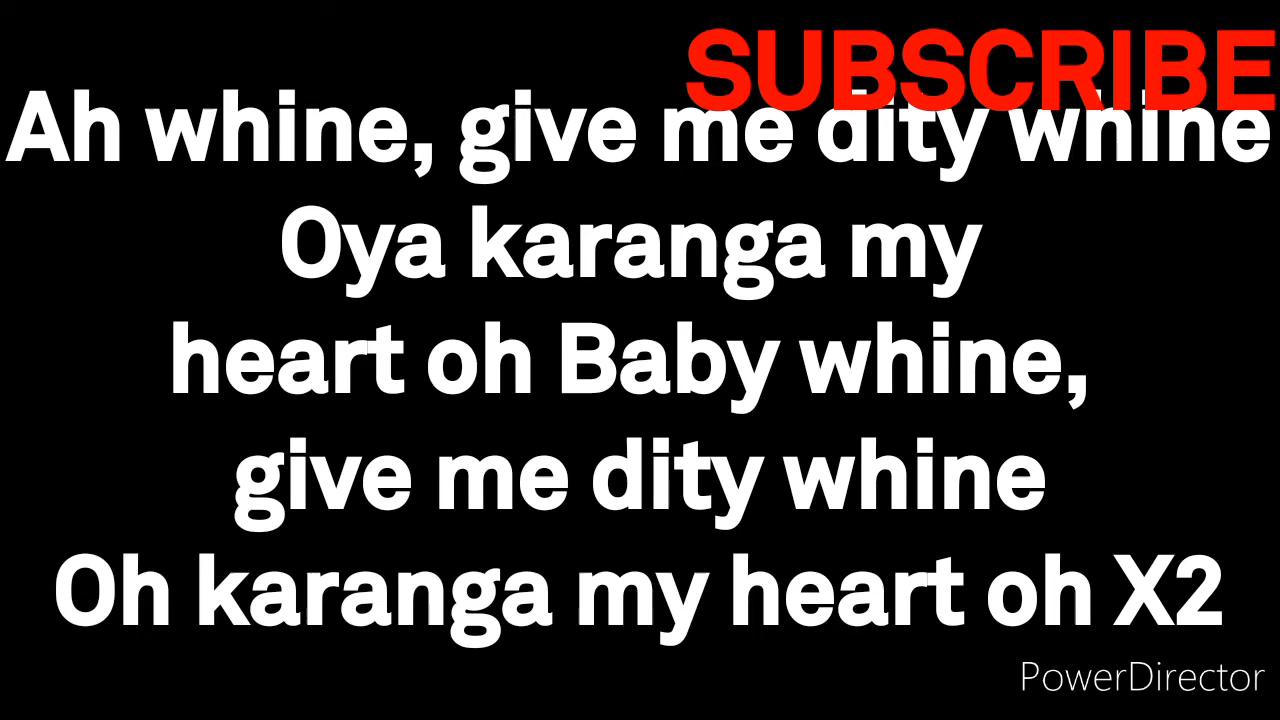 SUBSCRIBE
Ah whine, give me dity whine
Oya karanga my
heart oh Baby whine,
give me dity whine
Oh karanga my heart oh X2
PowerDirector